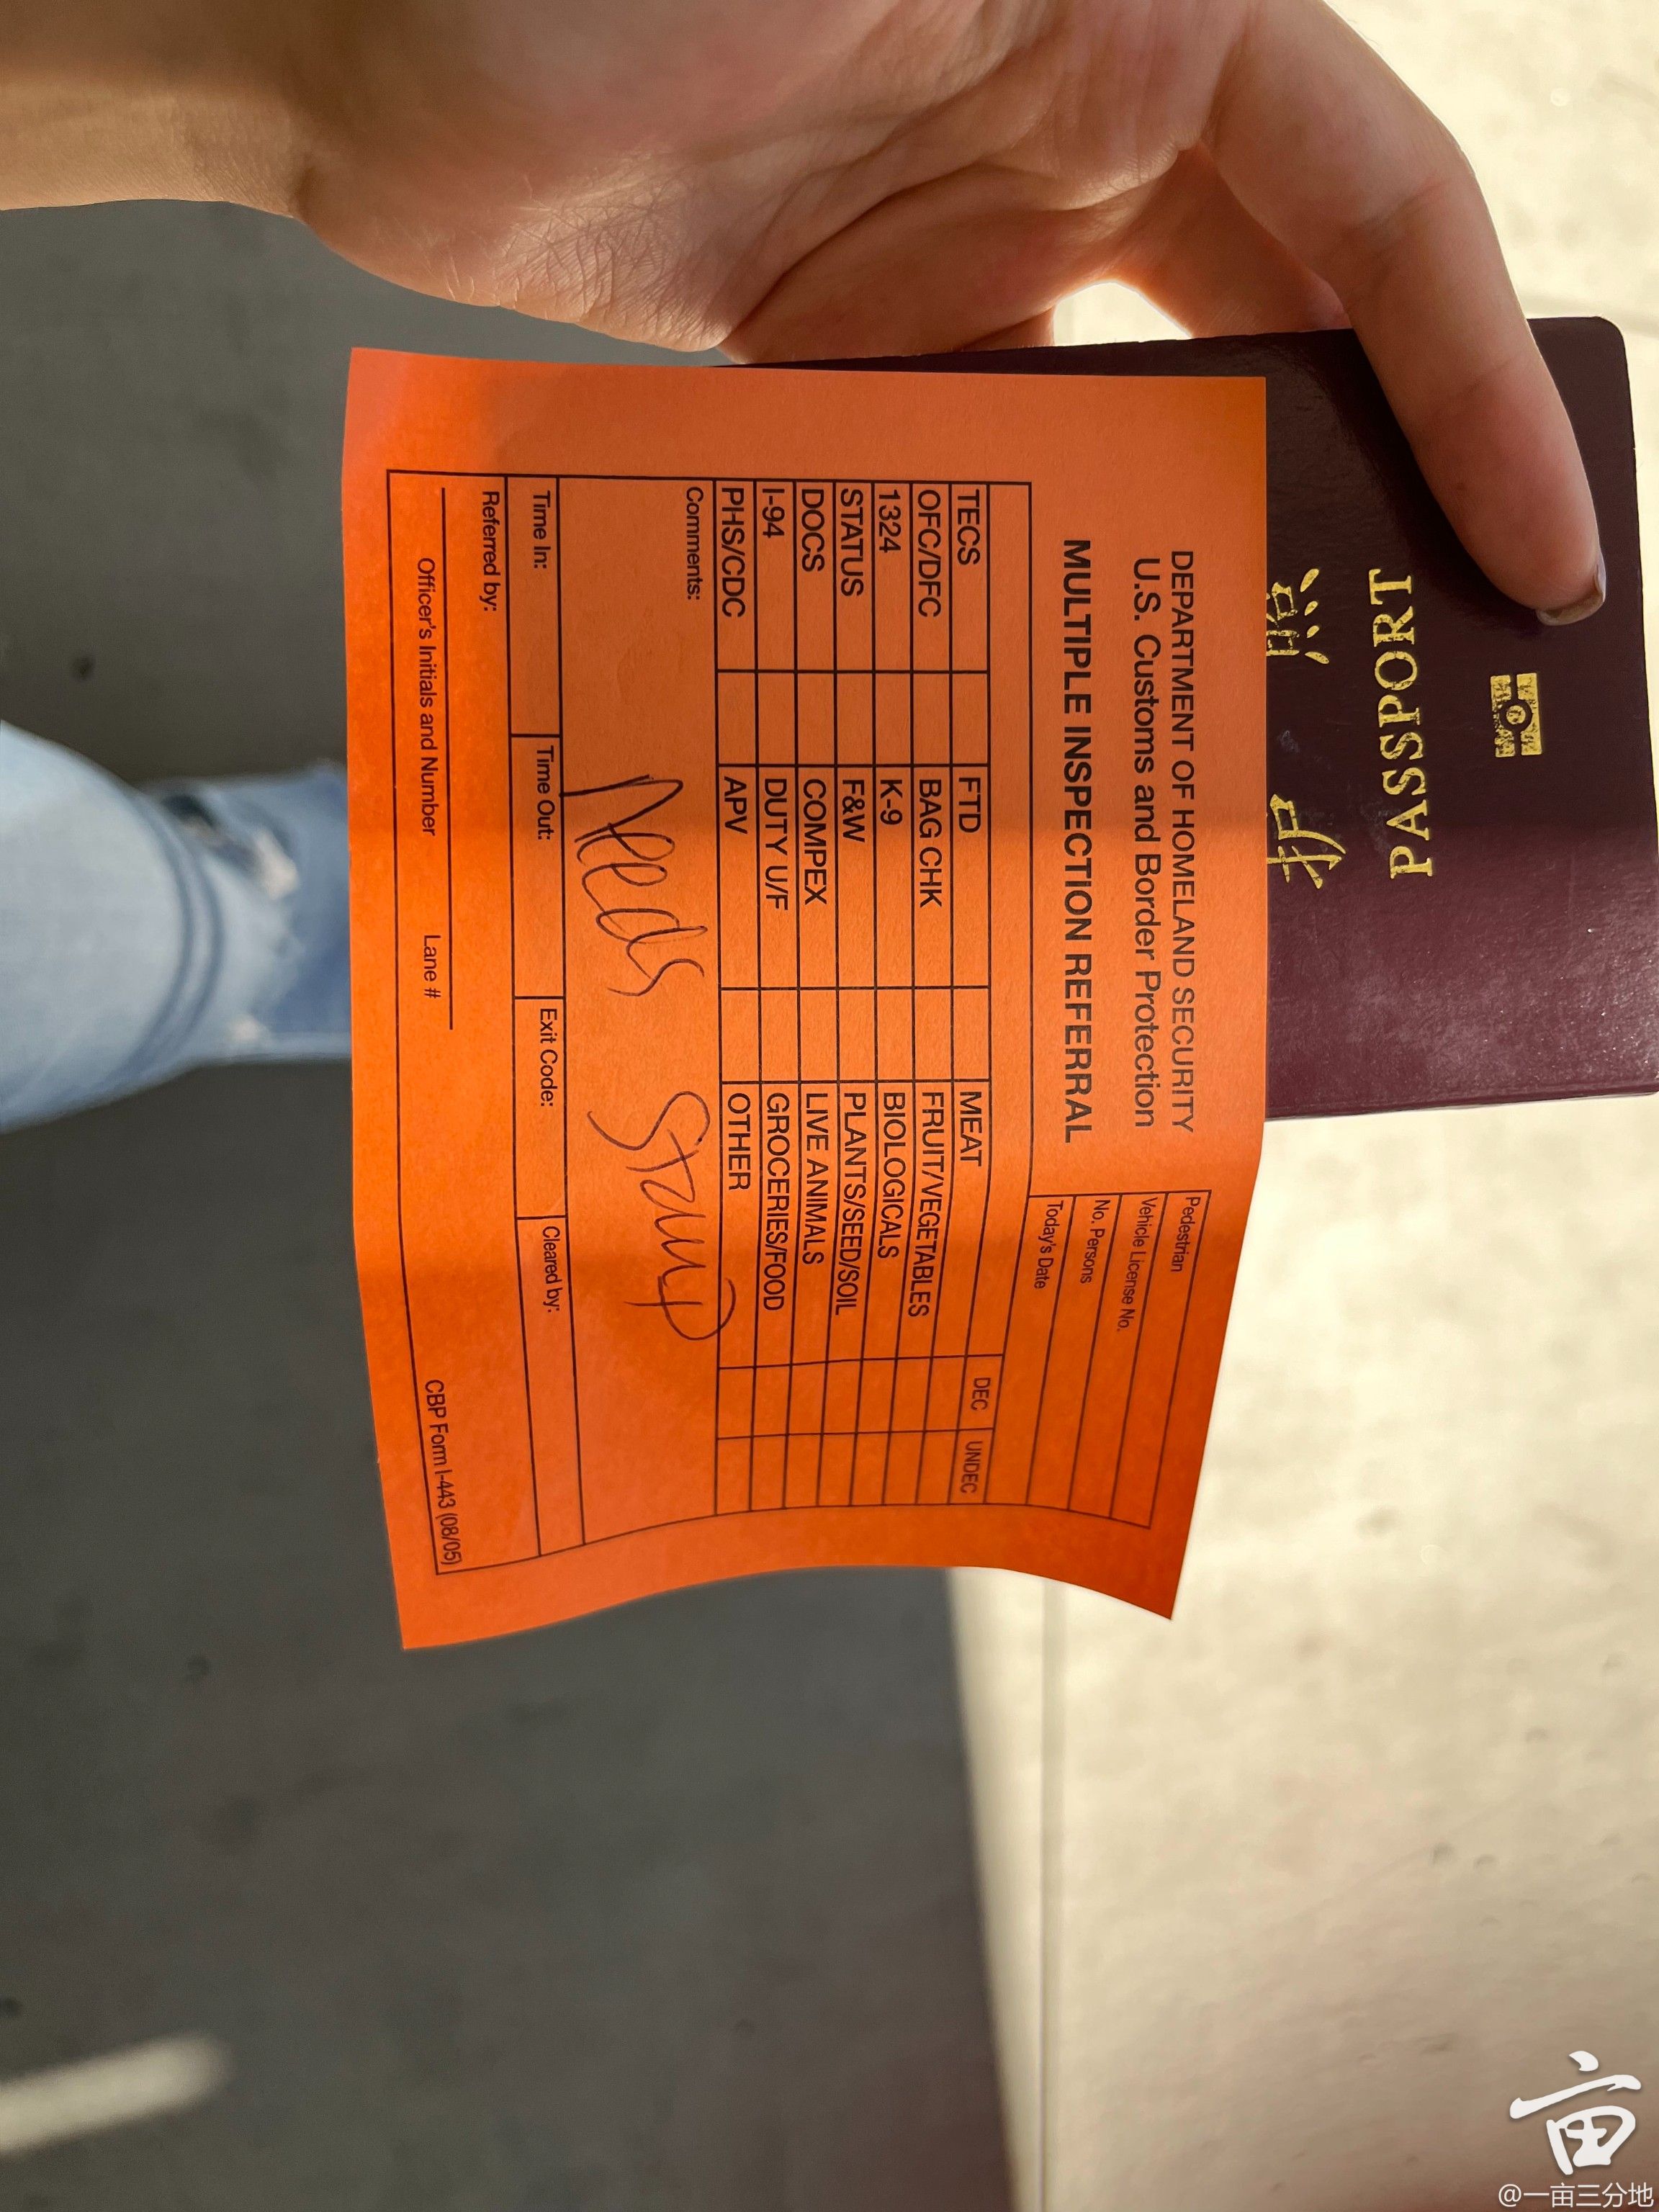 护 照
PASSPORT
DEPARTMENT OF HOMELAND SECURITY
U.S. Customs and Border Protection
MULTIPLE INSPECTION REFERRAL
Pedestrian
Vehicle License No.
No. Persons
Today's Date
DEC UNDEC
TECS FTD MEAT
OFC/DFC BAG CHK FRUIT/VEGETABLES
1324 K-9 BIOLOGICALS
STATUS F&W PLANTS/SEED/SOIL
DOCS COMPEX LIVE ANIMALS
I-94 DUTY U/F GROCERIES/FOOD
PHS/CDC APV OTHER
Comments:
Needs Stamp
Time In: Time Out: Exit Code: Cleared by:
Referred by:
Officer's Initials and Number Lane #
CBP Form I-443 (08/05)
亩
@一亩三分地